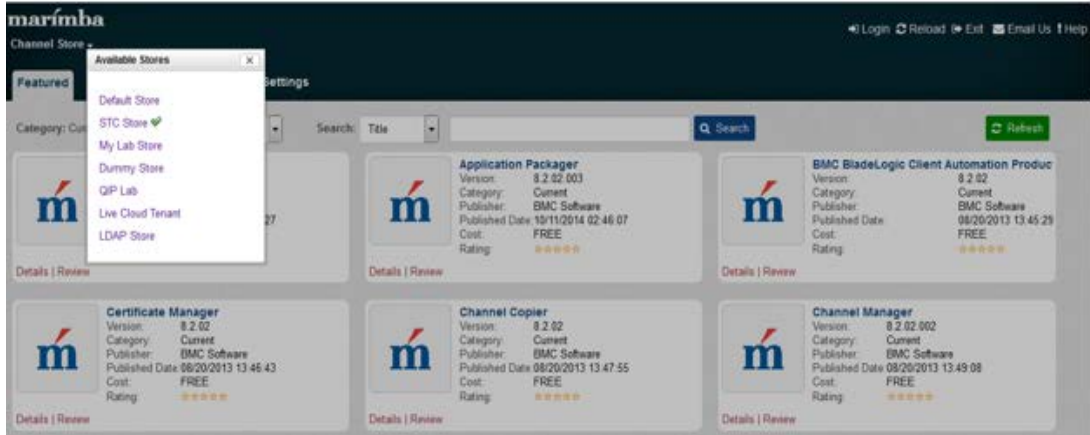 marímba
Login Reload Exit Email Us Help
Channel Store
Available Stores X
Featured
Settings
Default Store
STC Store
My Lab Store
Dummy Store
QIP Lab
Live Cloud Tenant
LDAP Store
Category: Cur
Search: Title
Search
Refresh
27
Details | Review
Application Packager
Version: 8.2.02.003
Category: Current
Publisher: BMC Software
Published Date: 10/11/2014 02:46:07
Cost: FREE
Rating:
Details | Review
BMC BladeLogic Client Automation Produc
Version: 8.2.02
Category: Current
Publisher: BMC Software
Published Date: 08/20/2013 13:45:29
Cost: FREE
Rating:
Details | Review
Certificate Manager
Version: 8.2.02
Category: Current
Publisher: BMC Software
Published Date: 08/20/2013 13:46:43
Cost: FREE
Rating:
Details | Review
Channel Copier
Version: 8.2.02
Category: Current
Publisher: BMC Software
Published Date: 08/20/2013 13:47:55
Cost: FREE
Rating:
Details | Review
Channel Manager
Version: 8.2.02.002
Category: Current
Publisher: BMC Software
Published Date: 08/20/2013 13:49:08
Cost: FREE
Rating:
Details | Review